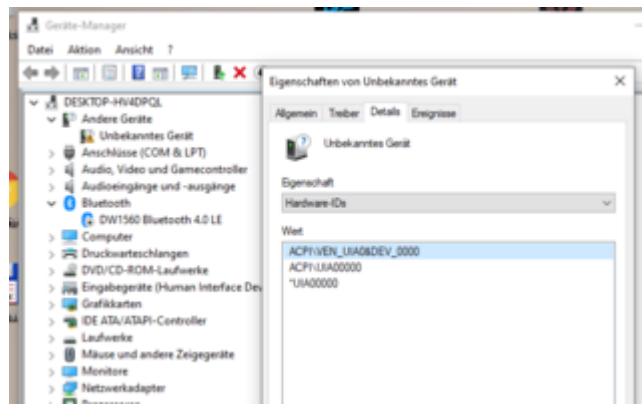 Geräte-Manager
Datei Aktion Ansicht ?
DESKTOP-HV4DPQL
Andere Geräte
Unbekanntes Gerät
Anschlüsse (COM & LPT)
Audio, Video und Gamecontroller
Audioeingänge und -ausgänge
Bluetooth
DW1560 Bluetooth 4.0 LE
Computer
Druckwarteschlangen
DVD/CD-ROM-Laufwerke
Eingabegeräte (Human Interface Dev
Grafikkarten
IDE ATA/ATAPI-Controller
Laufwerke
Mäuse und andere Zeigegeräte
Monitore
Netzwerkadapter
Eigenschaften von Unbekanntes Gerät
Allgemein Treiber Details Ereignisse
Unbekanntes Gerät
Eigenschaft
Hardware-IDs
Wert
ACPI\VEN_UIA0&DEV_0000
ACPI\UIA00000
*UIA00000